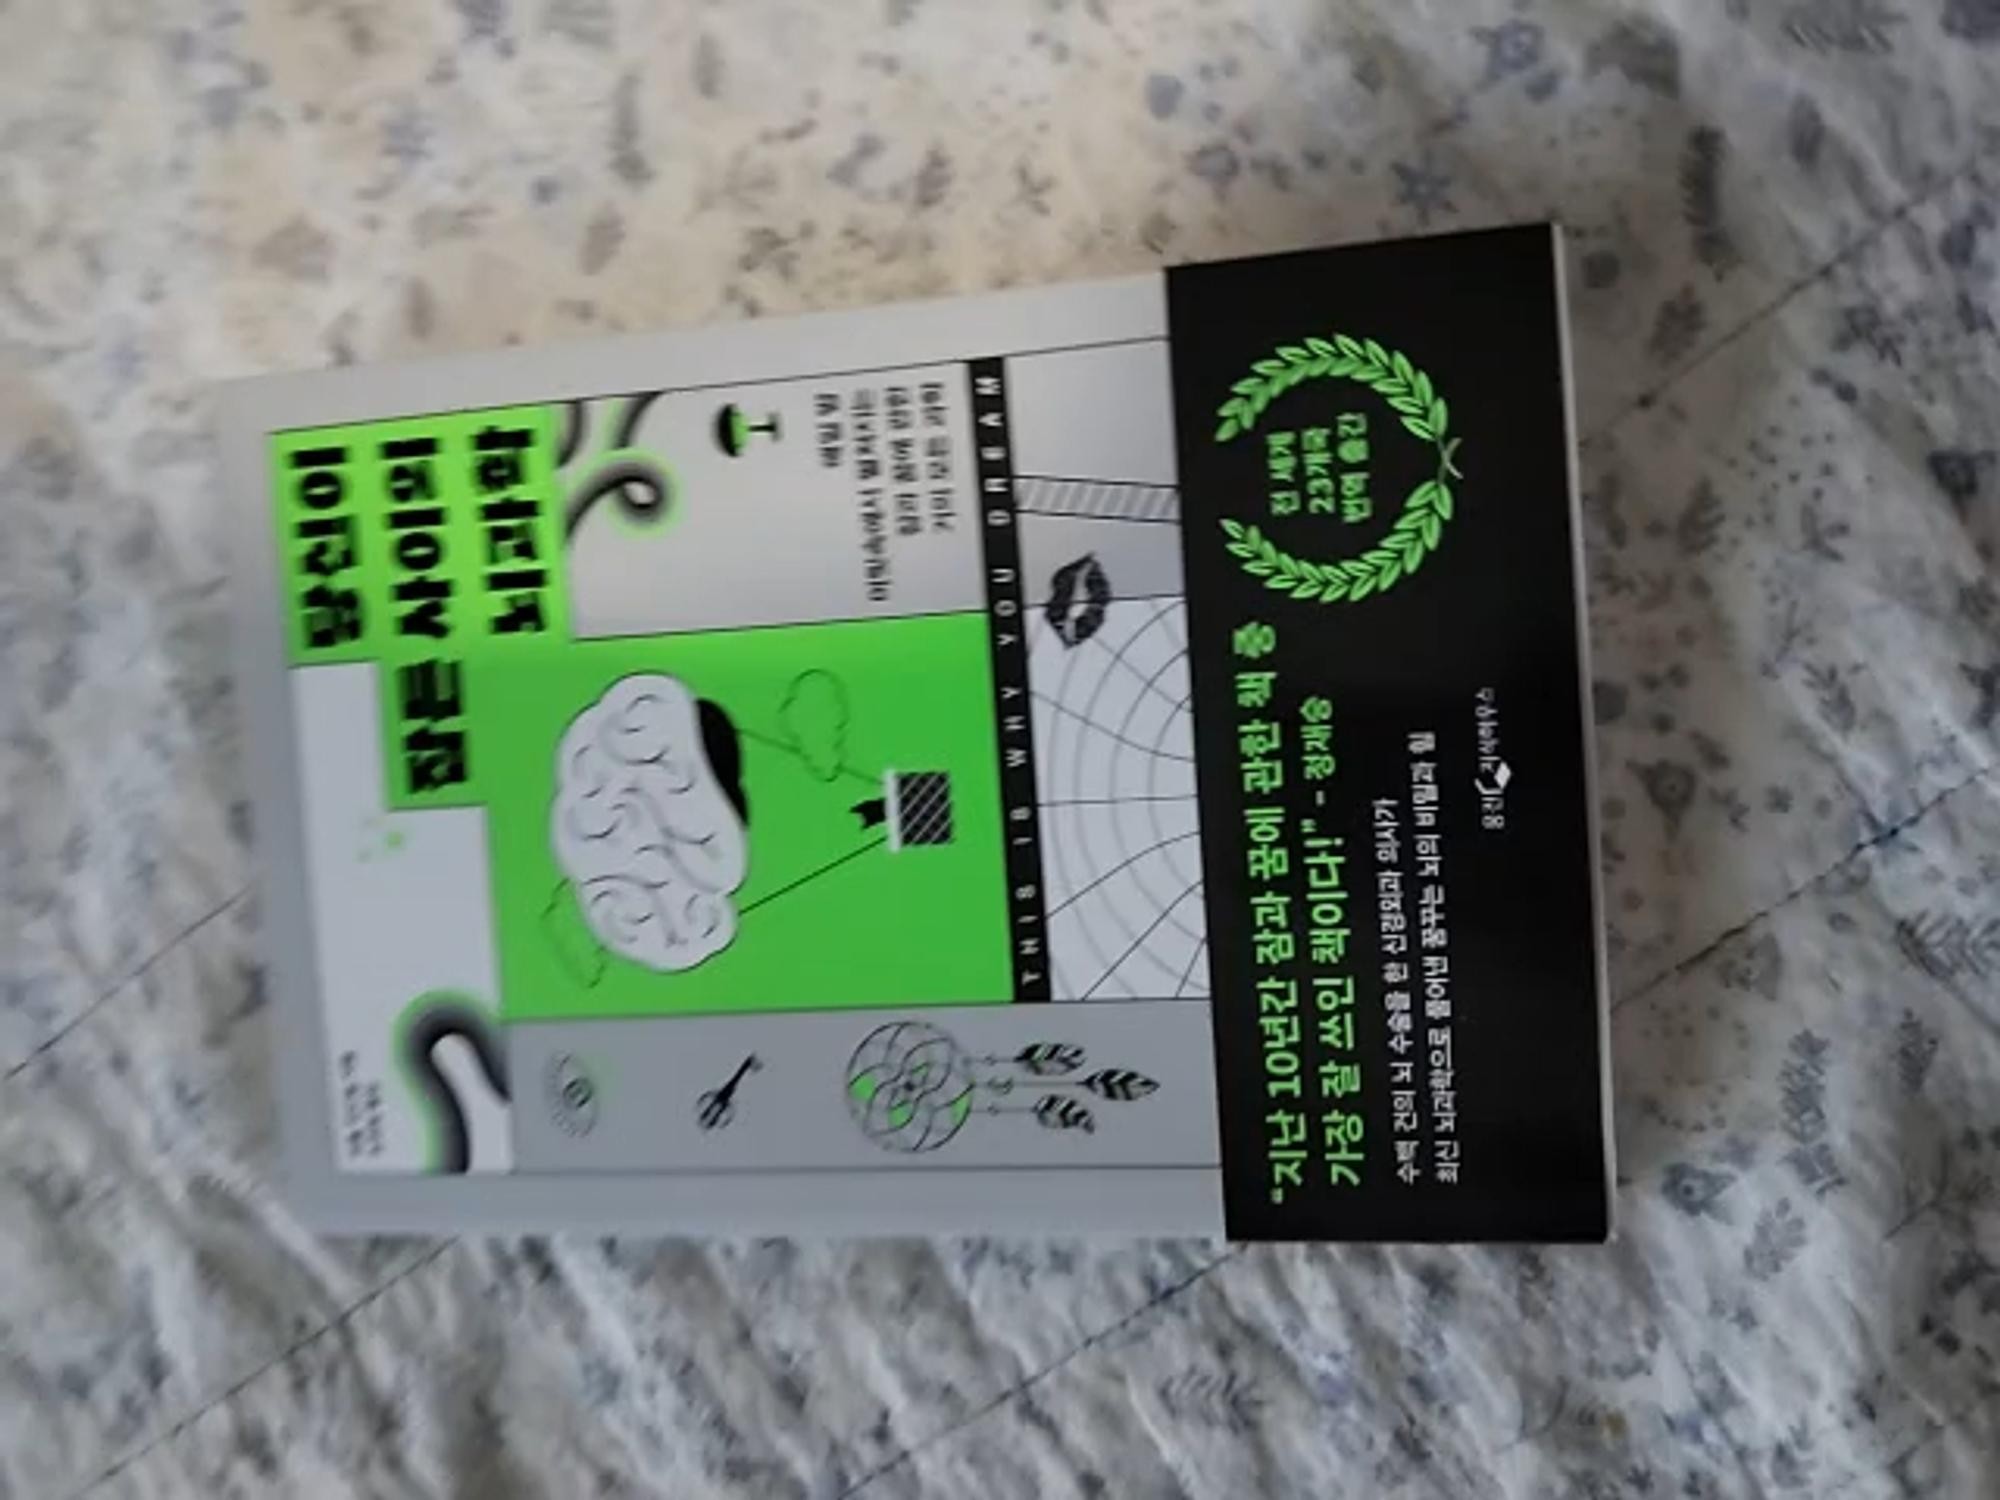 당신이
잠든 사이의
뇌과학
THIS IS WHY YOU DREAM
전 세계
23개국
번역 출간
"지난 10년간 잠과 꿈에 관한 책 중
가장 잘 쓰인 책이다!" - 정재승
수백 건의 뇌 수술을 한 신경외과 의사가
최신 뇌과학으로 풀어낸 꿈꾸는 뇌의 비밀과 힘
웅진 지식하우스